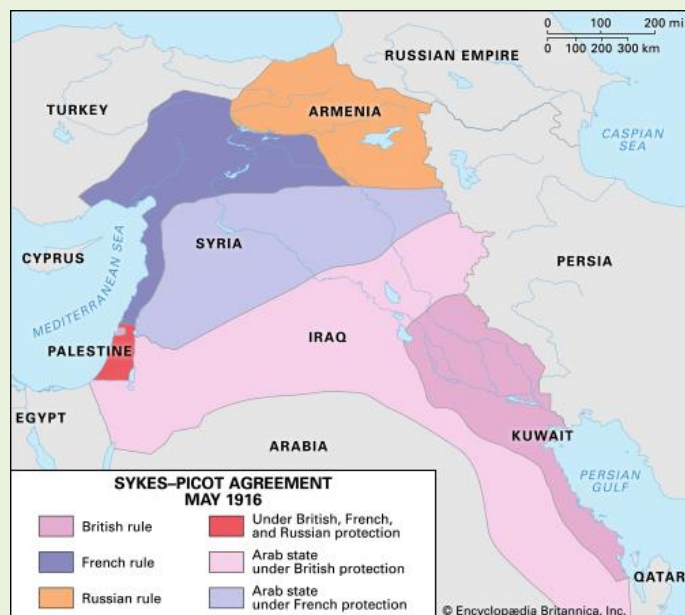 0 100 200 mi
0 100 200 300 km
RUSSIAN EMPIRE
TURKEY
ARMENIA
CASPIAN
SEA
SYRIA
CYPRUS
MEDITERRANEAN SEA
PERSIA
IRAQ
PALESTINE
EGYPT
KUWAIT
ARABIA
PERSIAN
GULF
QATAR
SYKES–PICOT AGREEMENT
MAY 1916
British rule
French rule
Russian rule
Under British, French,
and Russian protection
Arab state
under British protection
Arab state
under French protection
© Encyclopædia Britannica, Inc.